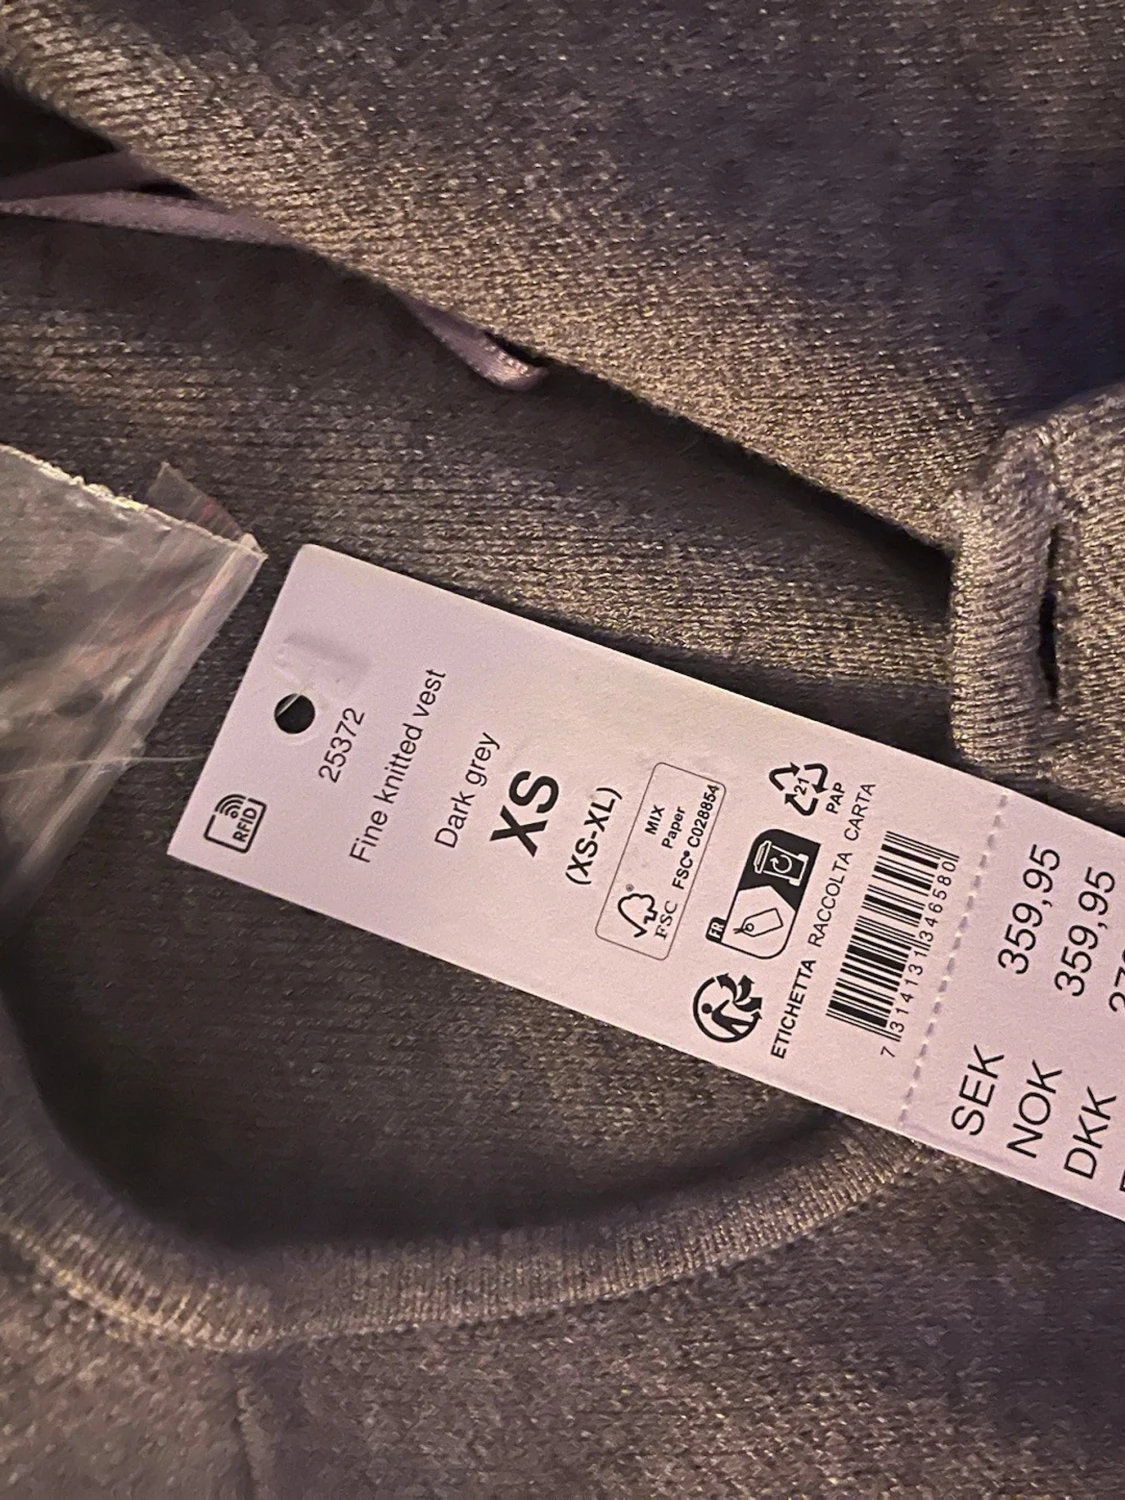 RFID
25372
Fine knitted vest
Dark grey
XS
(XS-XL)
FSC®
MIX
Paper
FSC® C028854
FR
21
PAP
ETICHETTA RACCOLTA CARTA
7 314131 346580
SEK 359,95
NOK 359,95
DKK